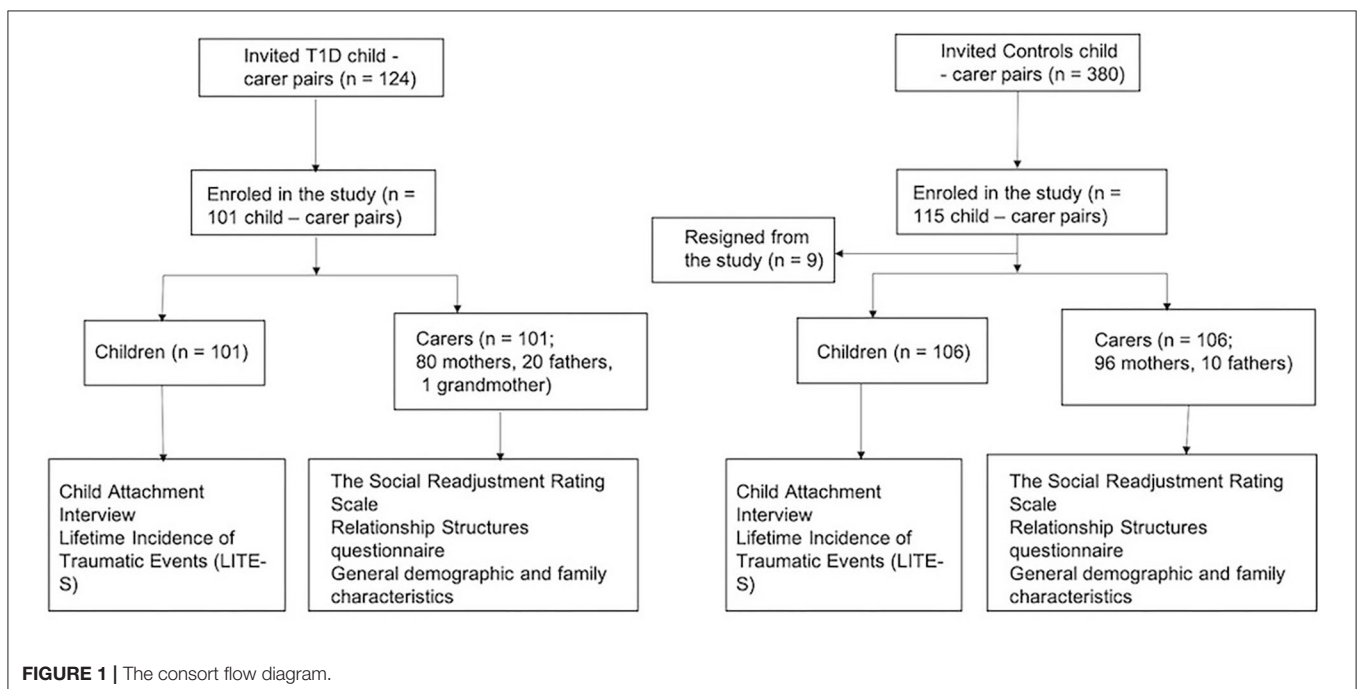 Invited T1D child -
carer pairs (n = 124)
Invited Controls child
- carer pairs (n = 380)
Enroled in the study (n =
101 child – carer pairs)
Enroled in the study (n =
115 child – carer pairs)
Resigned from
the study (n = 9)
Children (n = 101)
Carers (n = 101;
80 mothers, 20 fathers,
1 grandmother)
Children (n = 106)
Carers (n = 106;
96 mothers, 10 fathers)
Child Attachment
Interview
Lifetime Incidence of
Traumatic Events (LITE-
S)
The Social Readjustment Rating
Scale
Relationship Structures
questionnaire
General demographic and family
characteristics
Child Attachment
Interview
Lifetime Incidence of
Traumatic Events (LITE-
S)
The Social Readjustment Rating
Scale
Relationship Structures
questionnaire
General demographic and family
characteristics
FIGURE 1 | The consort flow diagram.